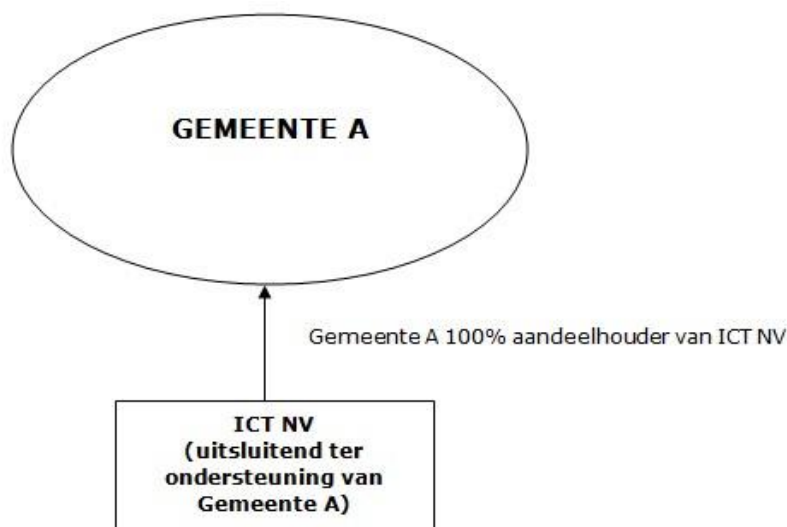 GEMEENTE A
Gemeente A 100% aandeelhouder van ICT NV
ICT NV
(uitsluitend ter
ondersteuning van
Gemeente A)